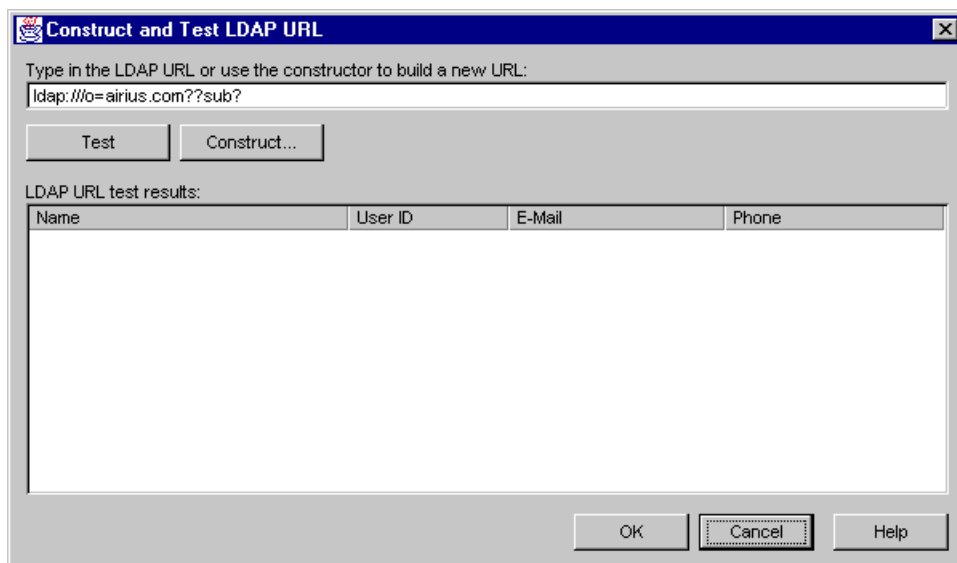 Construct and Test LDAP URL
Type in the LDAP URL or use the constructor to build a new URL:
ldap:///o=airius.com??sub?
Test Construct...
LDAP URL test results:
Name User ID E-Mail Phone
OK Cancel Help